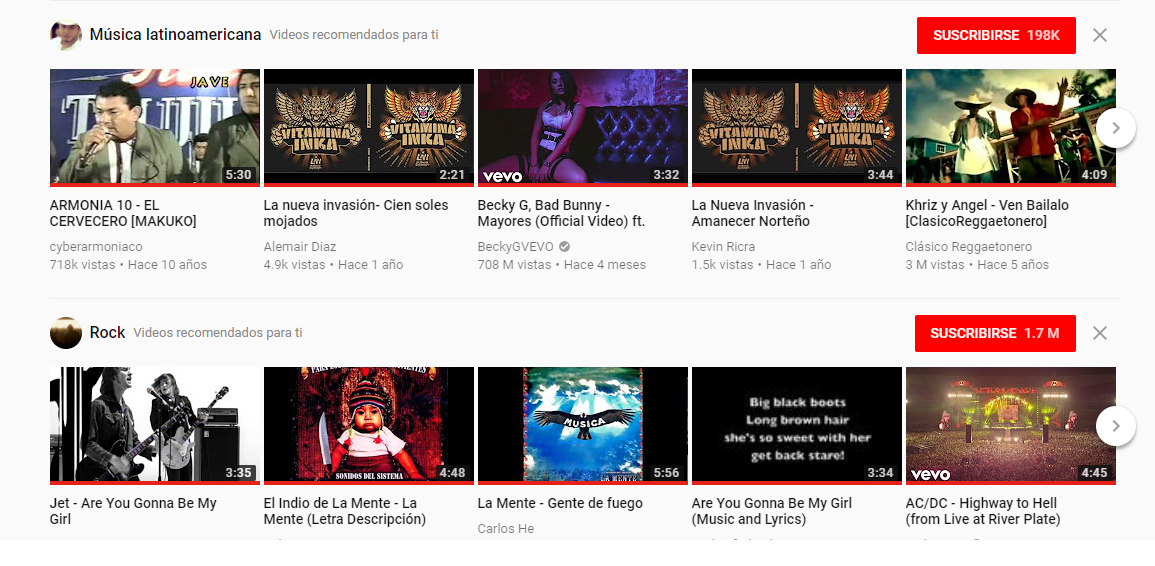 Música latinoamericana Videos recomendados para ti SUSCRIBIRSE 198K
JAVE
5:30
VITAMINA INKA VITAMINA INKA
2:21
vevo 3:32
VITAMINA INKA VITAMINA INKA
3:44
4:09
ARMONIA 10 - EL
CERVECERO [MAKUKO]
cyberarmoniaco
718k vistas • Hace 10 años
La nueva invasión- Cien soles
mojados
Alemair Diaz
4.9k vistas • Hace 1 año
Becky G, Bad Bunny -
Mayores (Official Video) ft.
BeckyGVEVO
708 M vistas • Hace 4 meses
La Nueva Invasión -
Amanecer Norteño
Kevin Ricra
1.5k vistas • Hace 1 año
Khriz y Angel - Ven Bailalo
[ClasicoReggaetonero]
Clásico Reggaetonero
3 M vistas • Hace 5 años
Rock Videos recomendados para ti SUSCRIBIRSE 1.7 M
3:35
SONIDOS DEL SISTEMA
4:48
MUSICA
LA MENTE
5:56
Big black boots
Long brown hair
she's so sweet with her
get back stare!
3:34
vevo 4:45
Jet - Are You Gonna Be My
Girl
El Indio de La Mente - La
Mente (Letra Descripción)
La Mente - Gente de fuego
Carlos He
Are You Gonna Be My Girl
(Music and Lyrics)
AC/DC - Highway to Hell
(from Live at River Plate)